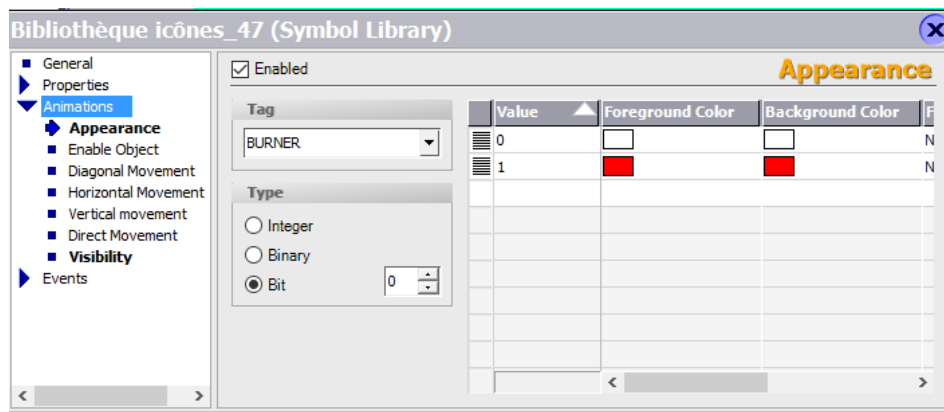 Bibliothèque icônes_47 (Symbol Library)
General
Properties
Animations
Appearance
Enable Object
Diagonal Movement
Horizontal Movement
Vertical movement
Direct Movement
Visibility
Events
Enabled
Appearance
Tag
BURNER
Type
Integer
Binary
Bit 0
Value Foreground Color Background Color F
0 N
1 N